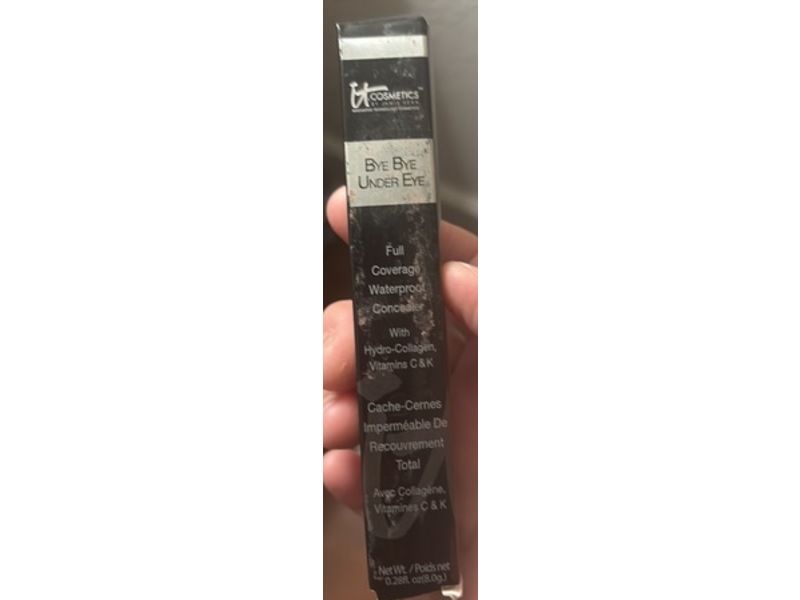 it COSMETICS™
BYE BYE
UNDER EYE
Full
Coverage
Waterproof
Concealer
With
Hydro-Collagen,
Vitamins C & K
Cache-Cernes
Imperméable De
Recouvrement
Total
Avec Collagène,
Vitamines C & K
Net Wt. / Poids net
0.28fl. oz(8.0g.)